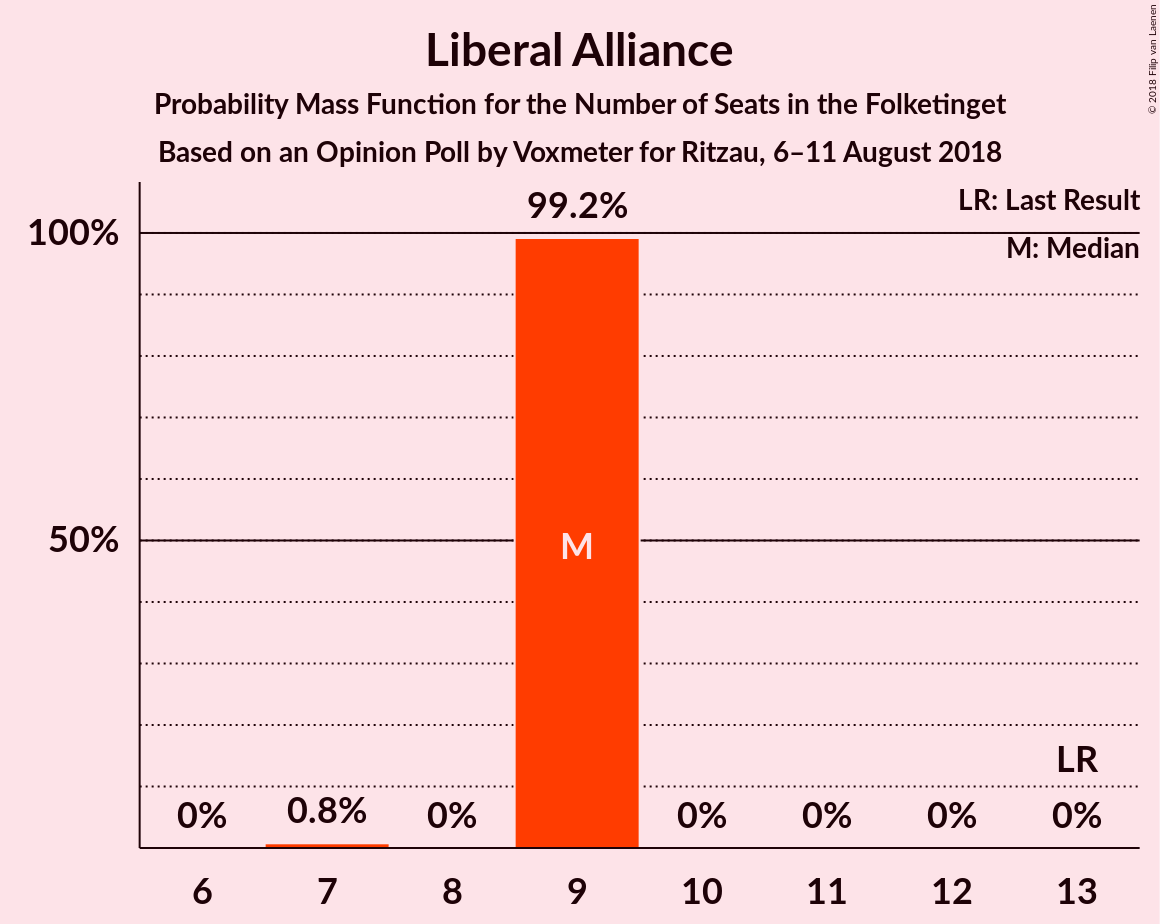 Liberal Alliance
Probability Mass Function for the Number of Seats in the Folketinget
Based on an Opinion Poll by Voxmeter for Ritzau, 6–11 August 2018
© 2018 Filip van Laenen
LR: Last Result
M: Median
100%
50%
99.2%
M
LR
0%
0.8%
0%
0%
0%
0%
0%
6
7
8
9
10
11
12
13